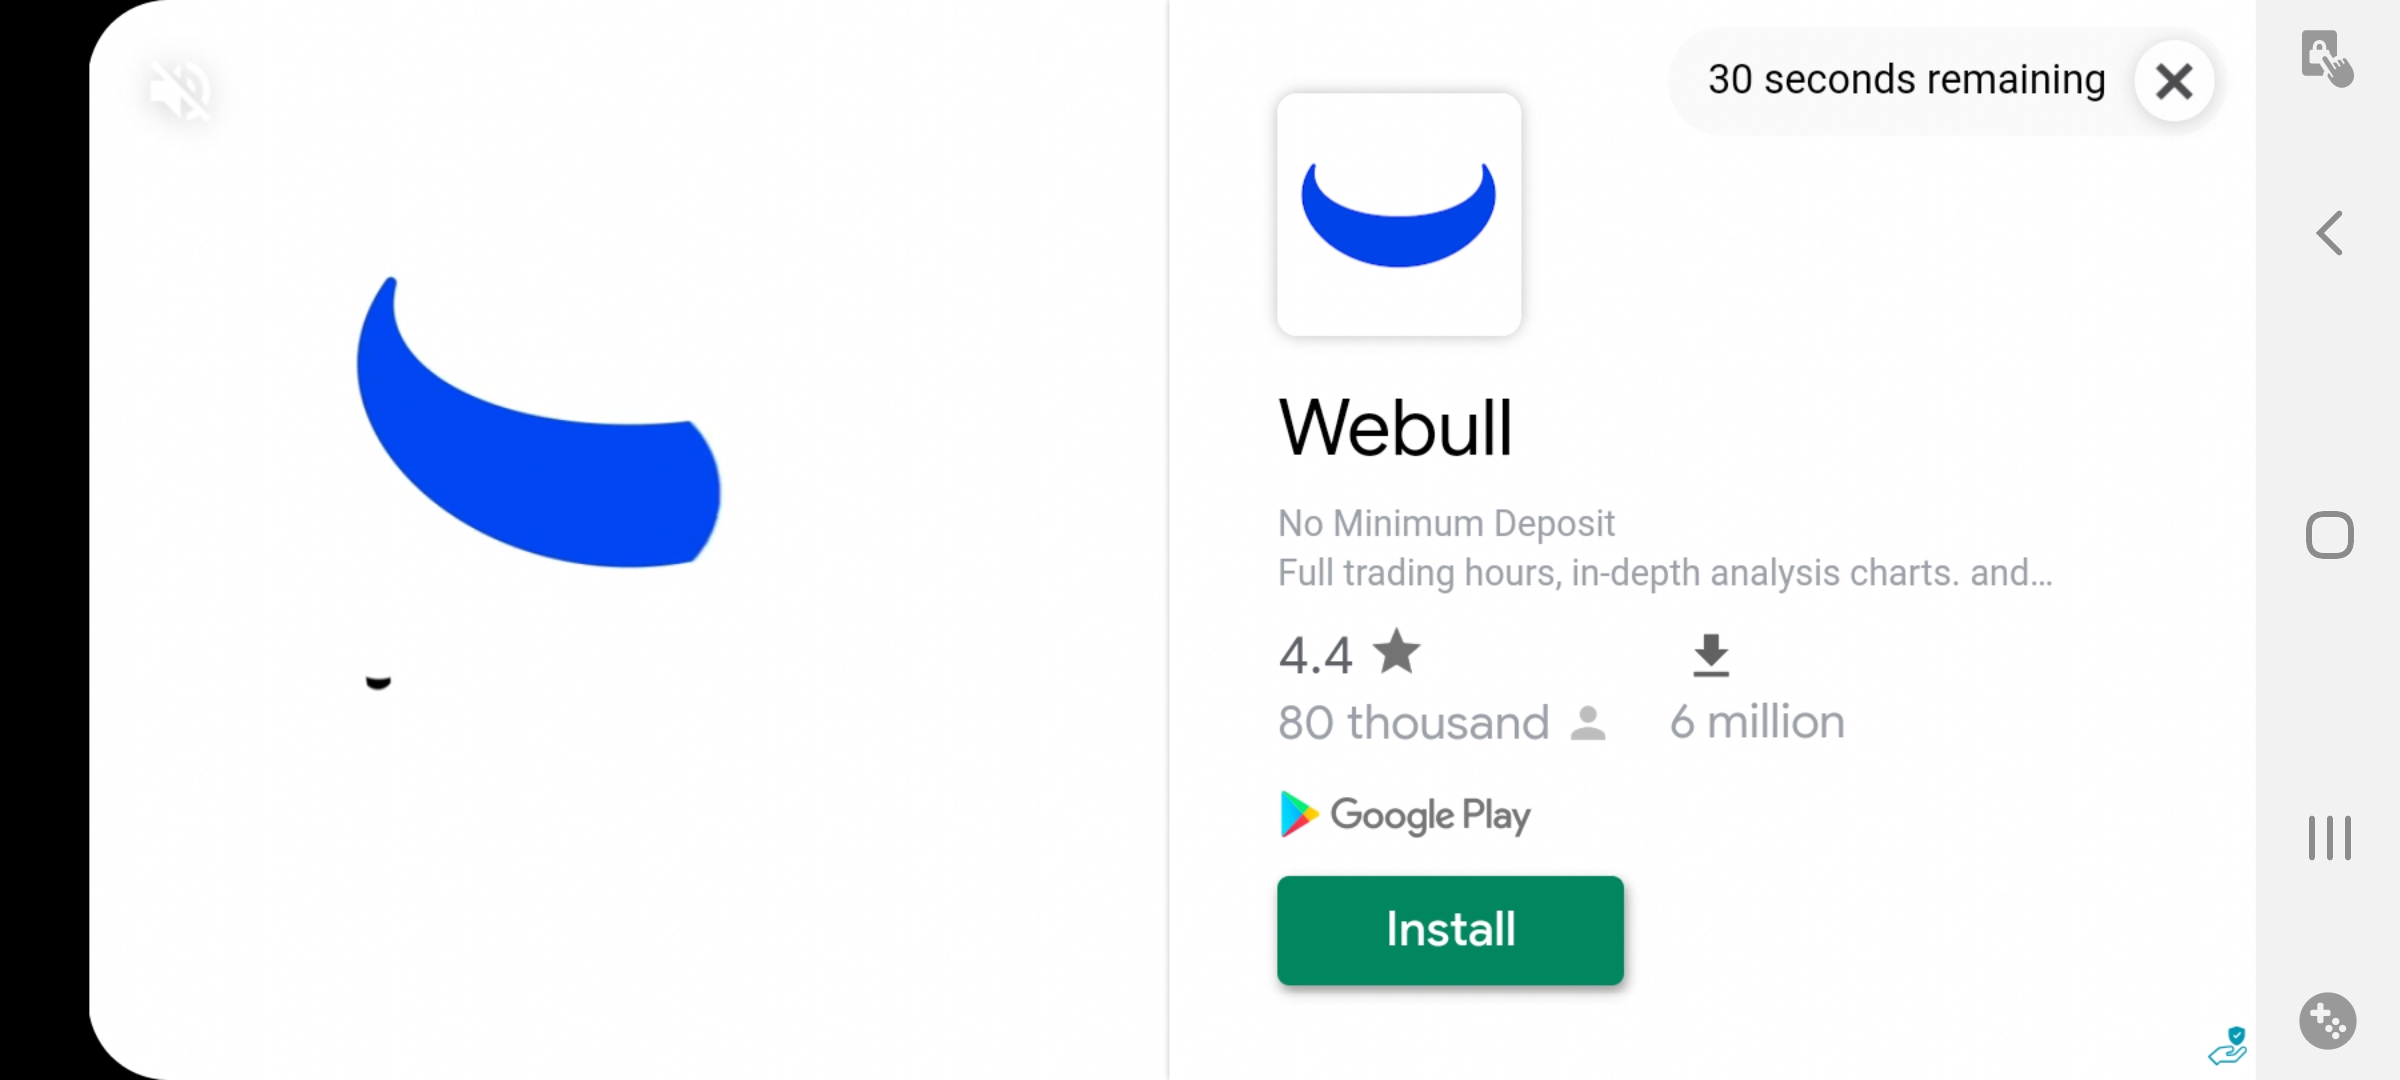 30 seconds remaining
Webull
No Minimum Deposit
Full trading hours, in-depth analysis charts. and...
4.4
80 thousand
6 million
Google Play
Install